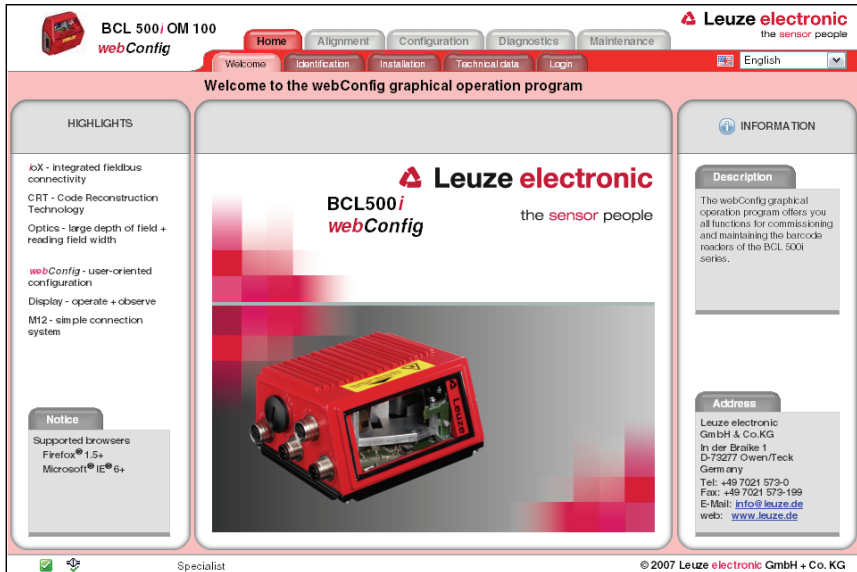 BCL 500i OM 100
webConfig
Home
Alignment
Configuration
Diagnostics
Maintenance
Leuze electronic
the sensor people
Welcome
Identification
Installation
Technical data
Login
English
Welcome to the webConfig graphical operation program
HIGHLIGHTS
ioX - integrated fieldbus
connectivity
CRT - Code Reconstruction
Technology
Optics - large depth of field +
reading field width
webConfig - user-oriented
configuration
Display - operate + observe
M12 - simple connection
system
Notice
Supported browsers
Firefox® 1.5+
Microsoft® IE® 6+
Leuze electronic
BCL500i
webConfig
the sensor people
Leuze
INFORMATION
Description
The webConfig graphical
operation program offers you
all functions for commissioning
and maintaining the barcode
readers of the BCL 500i
series.
Address
Leuze electronic
GmbH & Co.KG
In der Braike 1
D-73277 Owen/Teck
Germany
Tel: +49 7021 573-0
Fax: +49 7021 573-199
E-Mail: info@leuze.de
web: www.leuze.de
Specialist
© 2007 Leuze electronic GmbH + Co. KG